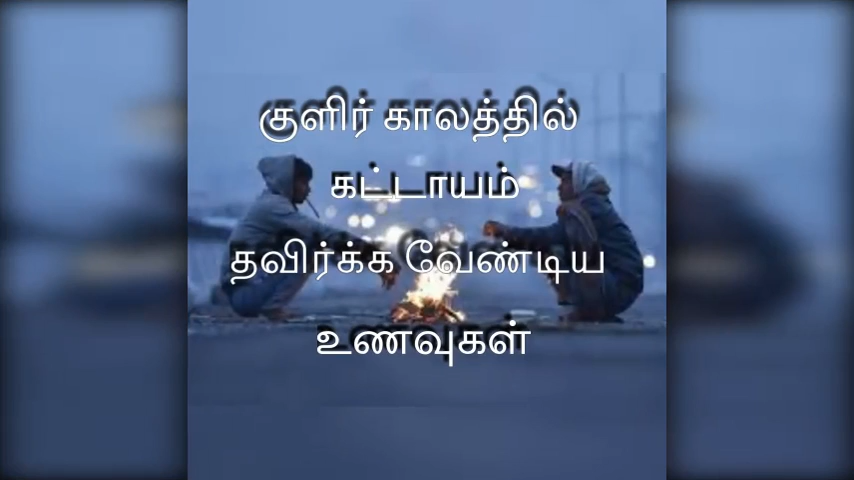 குளிர் காலத்தில்
கட்டாயம்
தவிர்க்க வேண்டிய
உணவுகள்